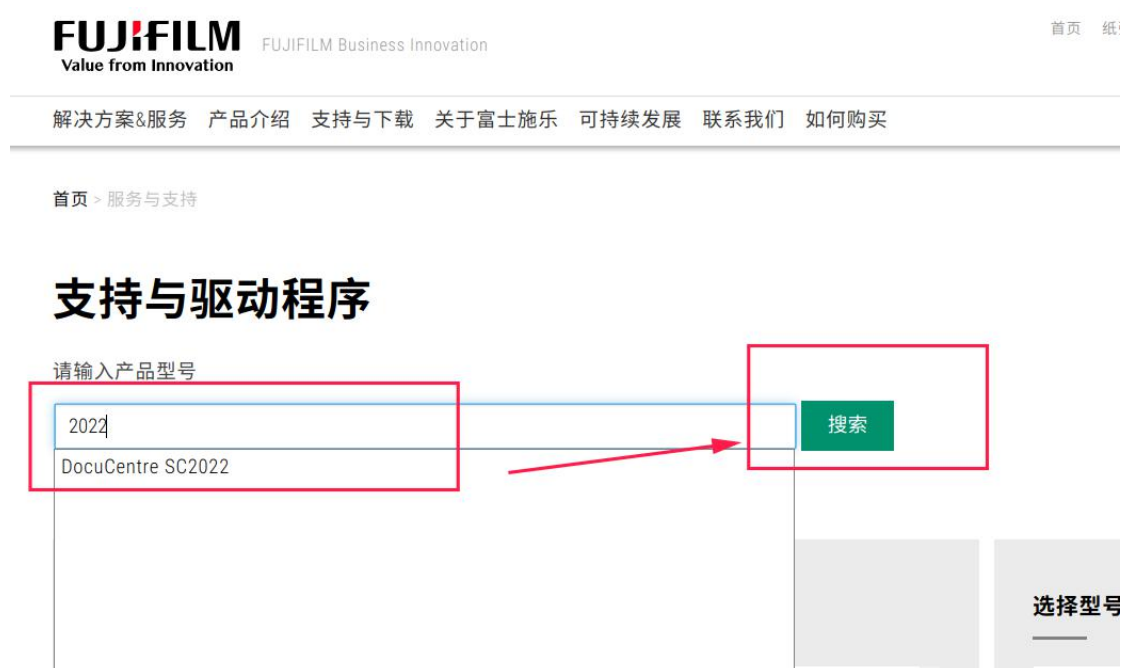 FUJIFILM
Value from Innovation
FUJIFILM Business Innovation
首页
解决方案&服务 产品介绍 支持与下载 关于富士施乐 可持续发展 联系我们 如何购买
首页 > 服务与支持
支持与驱动程序
请输入产品型号
2022
搜索
DocuCentre SC2022
选择型号